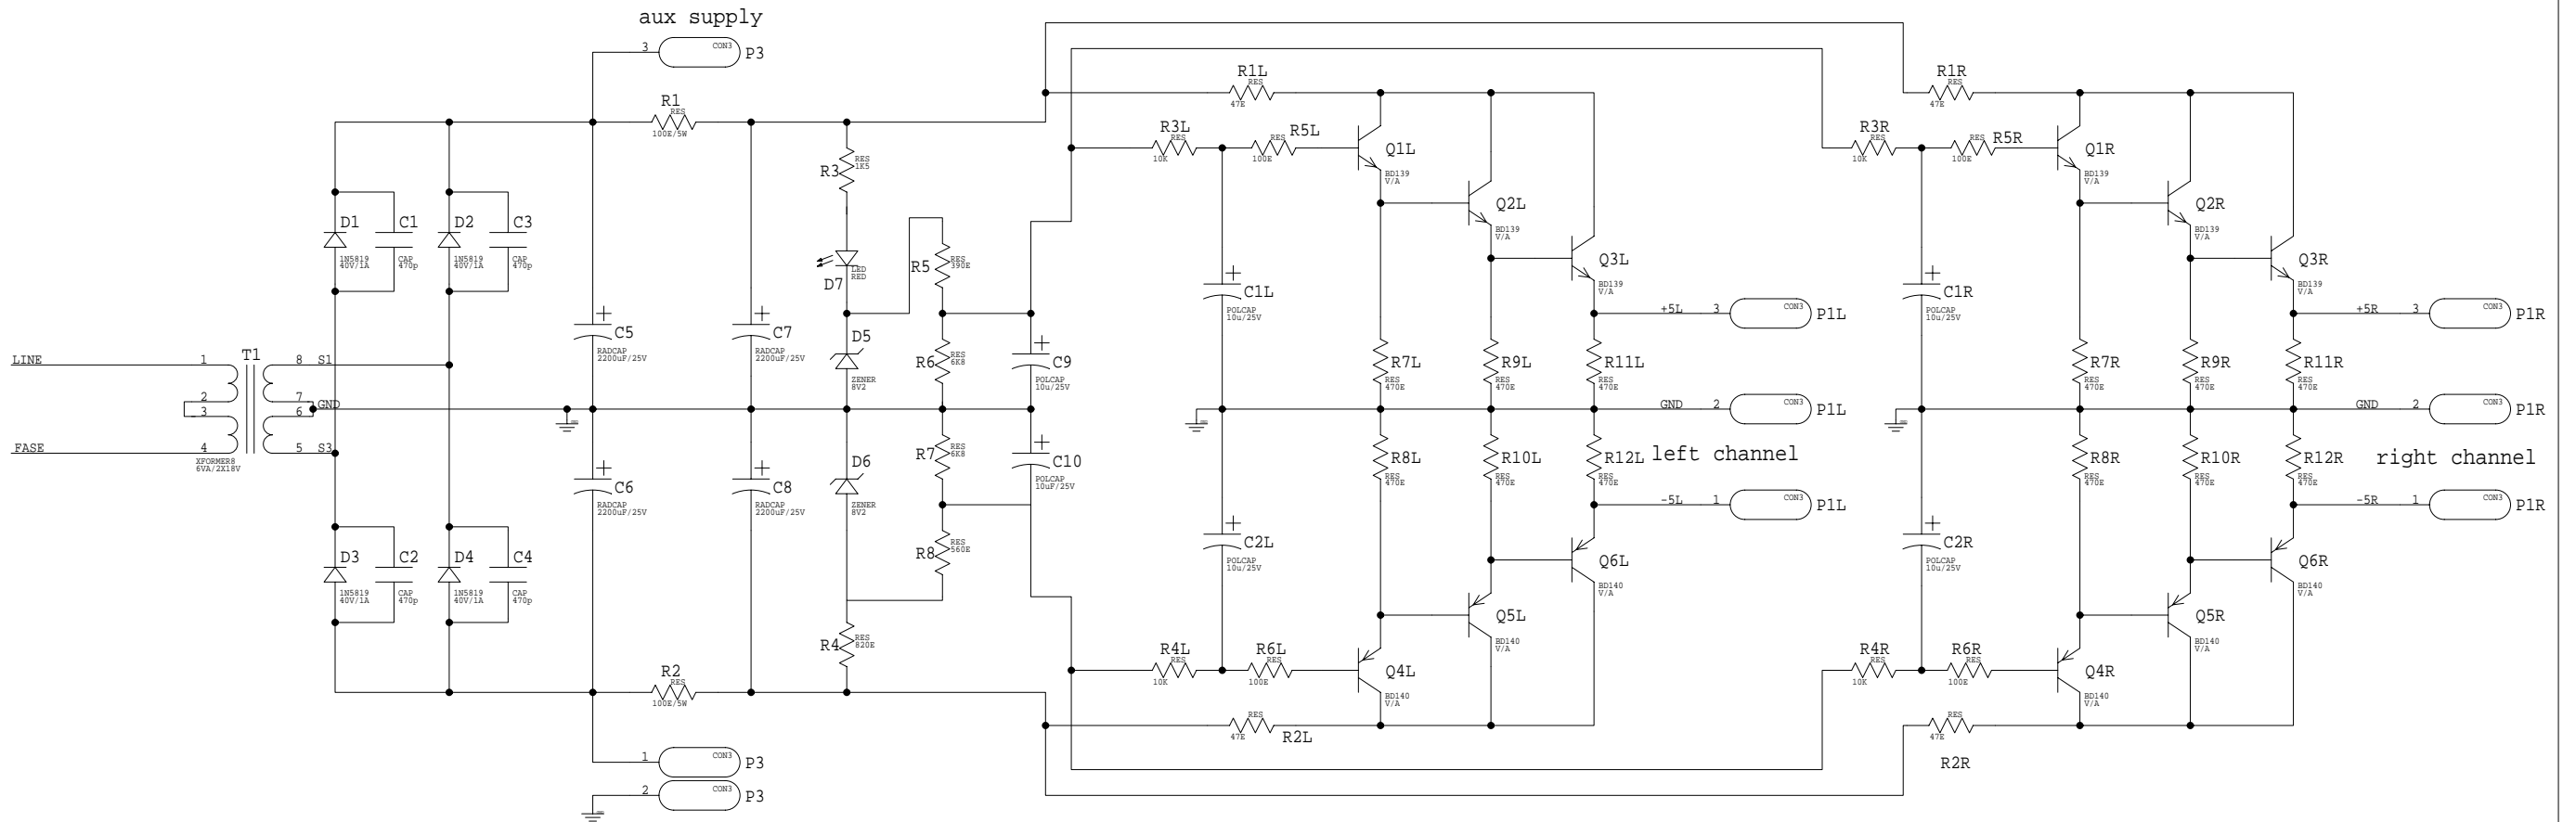 aux supply
3
CON3
P3
R1
RES
100E/5W
R3
RES
1K5
LED
RED
D7
D1
1N5819
40V/1A
C1
CAP
470p
D2
1N5819
40V/1A
C3
CAP
470p
C5
RADCAP
2200uF/25V
C7
RADCAP
2200uF/25V
D5
ZENER
8V2
R5
RES
390E
R6
RES
6K8
C9
POLCAP
10u/25V
LINE
FASE
1
2
3
4
T1
XFORMER8
6VA/2X18V
8
7
6
5
S1
GND
S3
D3
1N5819
40V/1A
C2
CAP
470p
D4
1N5819
40V/1A
C4
CAP
470p
C6
RADCAP
2200uF/25V
C8
RADCAP
2200uF/25V
D6
ZENER
8V2
R7
RES
6K8
R8
RES
560E
C10
POLCAP
10uF/25V
R4
RES
820E
R2
RES
100E/5W
1
CON3
P3
2
CON3
P3
R1L
RES
47E
R3L
RES
10K
R5L
RES
100E
Q1L
BD139
V/A
Q2L
BD139
V/A
Q3L
BD139
V/A
C1L
POLCAP
10u/25V
R7L
RES
470E
R9L
RES
470E
R11L
RES
470E
+5L
3
CON3
P1L
GND
2
CON3
P1L
left channel
-5L
1
CON3
P1L
R8L
RES
470E
R10L
RES
470E
R12L
RES
470E
C2L
POLCAP
10u/25V
Q6L
BD140
V/A
Q5L
BD140
V/A
Q4L
BD140
V/A
R4L
RES
10K
R6L
RES
100E
RES
47E
R2L
R1R
RES
47E
R3R
RES
10K
R5R
RES
100E
Q1R
BD139
V/A
Q2R
BD139
V/A
Q3R
BD139
V/A
C1R
POLCAP
10u/25V
R7R
RES
470E
R9R
RES
470E
R11R
RES
470E
+5R
3
CON3
P1R
GND
2
CON3
P1R
right channel
-5R
1
CON3
P1R
R8R
RES
470E
R10R
RES
470E
R12R
RES
470E
C2R
POLCAP
10u/25V
Q6R
BD140
V/A
Q5R
BD140
V/A
Q4R
BD140
V/A
R4R
RES
10K
R6R
RES
100E
RES
47E
R2R